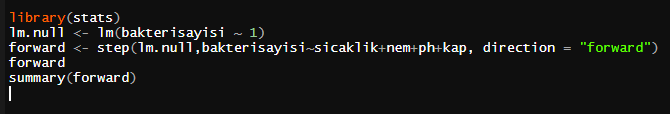 library(stats)
lm.null <- lm(bakterisayisi ~ 1)
forward <- step(lm.null,bakterisayisi~sicaklik+nem+ph+kap, direction = "forward")
forward
summary(forward)